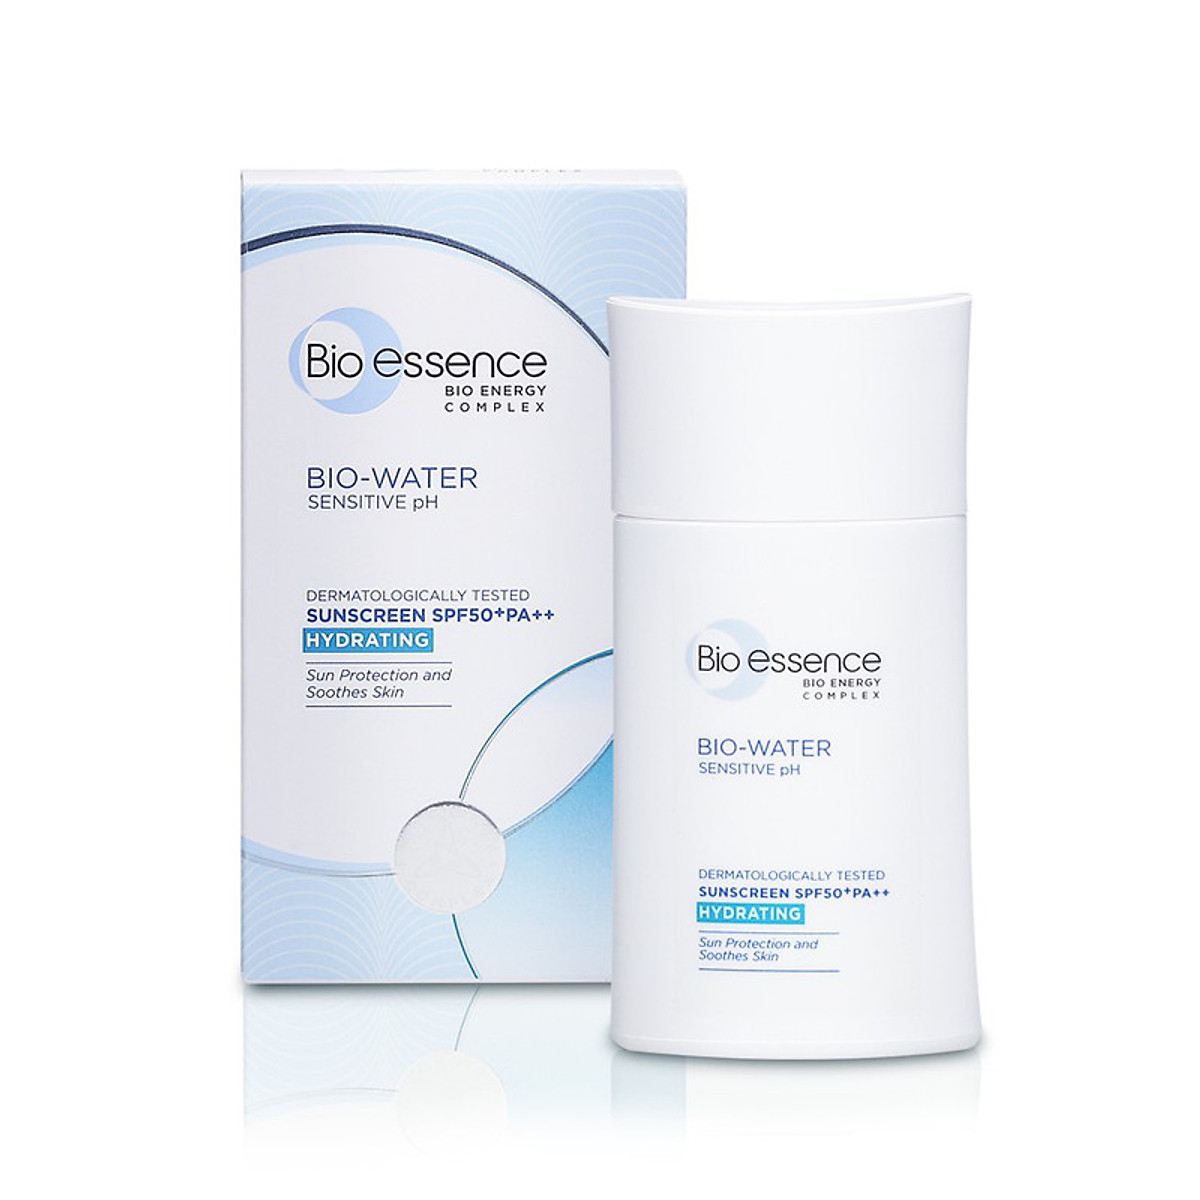 Bio essence
BIO ENERGY
COMPLEX
BIO-WATER
SENSITIVE pH
DERMATOLOGICALLY TESTED
SUNSCREEN SPF50+PA++
HYDRATING
Sun Protection and
Soothes Skin
Bio essence
BIO ENERGY
COMPLEX
BIO-WATER
SENSITIVE pH
DERMATOLOGICALLY TESTED
SUNSCREEN SPF50+PA++
HYDRATING
Sun Protection and
Soothes Skin